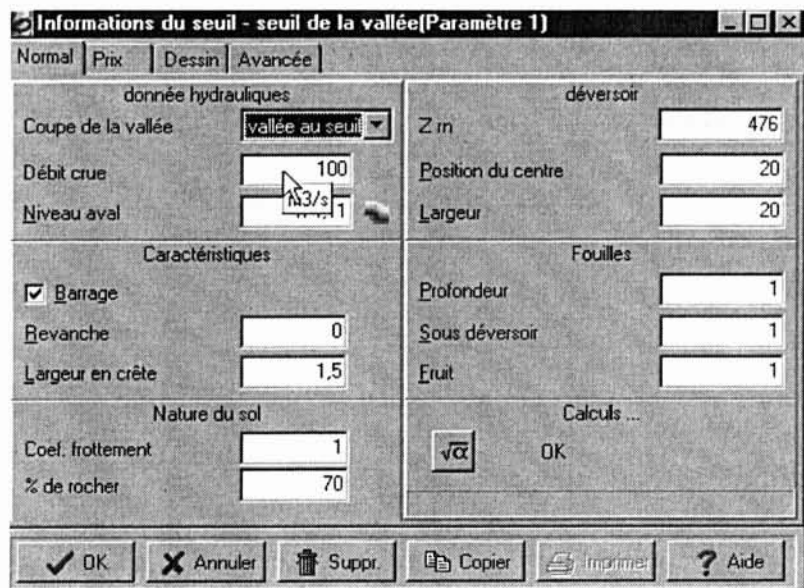 Informations du seuil - seuil de la vallée(Paramètre 1)
Normal Prix Dessin Avancée
donnée hydrauliques
Coupe de la vallée vallée au seuil
Débit crue 100
M3/s
Niveau aval
Caractéristiques
Barrage
Revanche 0
Largeur en crête 1,5
Nature du sol
Coef. frottement 1
% de rocher 70
déversoir
Z m 476
Position du centre 20
Largeur 20
Fouilles
Profondeur 1
Sous déversoir 1
Fruit 1
Calculs ...
√α OK
OK Annuler Suppr. Copier Imprimer Aide